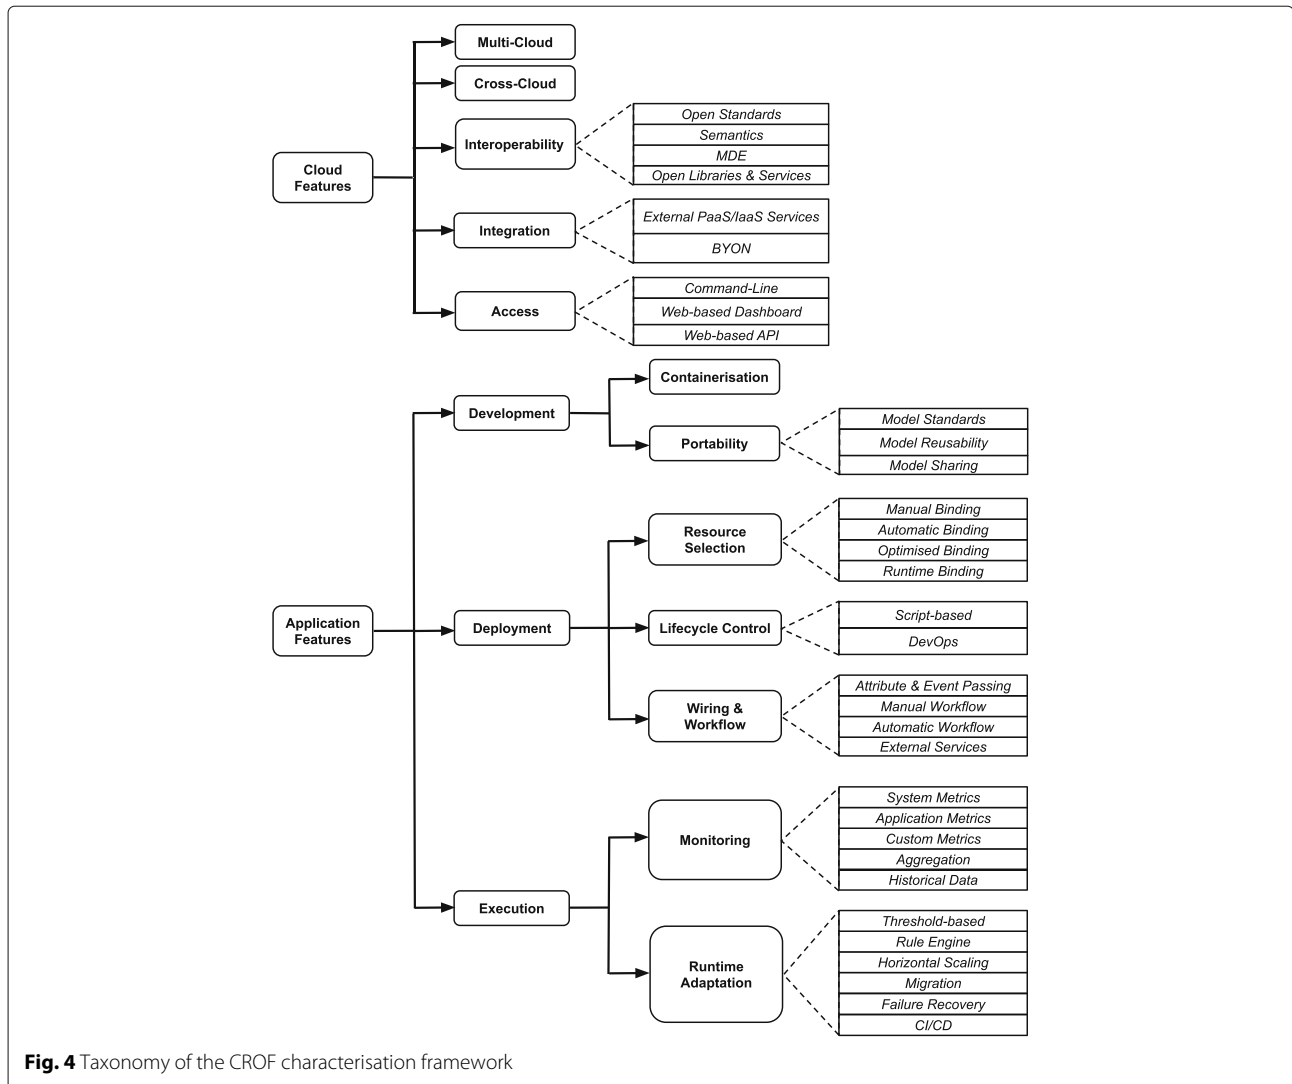 Multi-Cloud
Cross-Cloud
Interoperability
Open Standards
Semantics
MDE
Open Libraries & Services
Cloud
Features
Integration
External PaaS/IaaS Services
BYON
Access
Command-Line
Web-based Dashboard
Web-based API
Containerisation
Development
Portability
Model Standards
Model Reusability
Model Sharing
Resource
Selection
Manual Binding
Automatic Binding
Optimised Binding
Runtime Binding
Application
Features
Deployment
Lifecycle Control
Script-based
DevOps
Wiring &
Workflow
Attribute & Event Passing
Manual Workflow
Automatic Workflow
External Services
Monitoring
System Metrics
Application Metrics
Custom Metrics
Aggregation
Historical Data
Execution
Runtime
Adaptation
Threshold-based
Rule Engine
Horizontal Scaling
Migration
Failure Recovery
CI/CD
Fig. 4 Taxonomy of the CROF characterisation framework